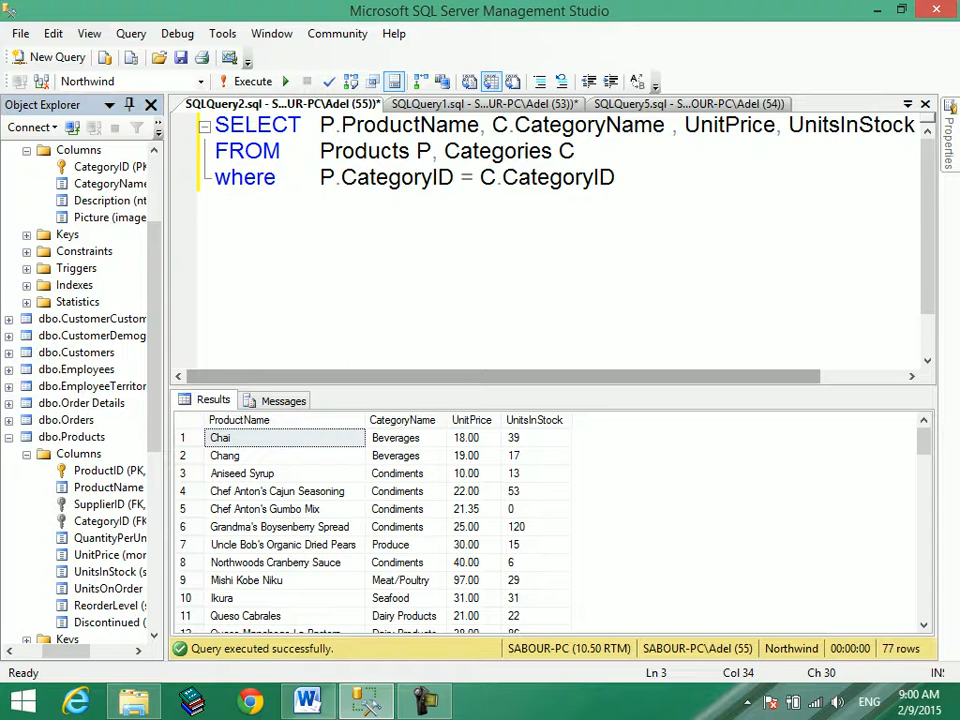 Microsoft SQL Server Management Studio
File Edit View Query Debug Tools Window Community Help
New Query
Northwind Execute
Object Explorer
SQLQuery2.sql - S...UR-PC\Adel (55))* SQLQuery1.sql - S...UR-PC\Adel (53))* SQLQuery5.sql - S...OUR-PC\Adel (54))
Connect
Properties
Columns
CategoryID (PK
CategoryName
Description (nt
Picture (image
Keys
Constraints
Triggers
Indexes
Statistics
dbo.CustomerCustom
dbo.CustomerDemog
dbo.Customers
dbo.Employees
dbo.EmployeeTerritor
dbo.Order Details
dbo.Orders
dbo.Products
Columns
ProductID (PK,
ProductName
SupplierID (FK,
CategoryID (FK
QuantityPerUn
UnitPrice (mor
UnitsInStock (s
UnitsOnOrder
ReorderLevel (s
Discontinued (
Keys
SELECT P.ProductName, C.CategoryName , UnitPrice, UnitsInStock
FROM Products P, Categories C
where P.CategoryID = C.CategoryID
Results Messages
ProductName CategoryName UnitPrice UnitsInStock
1 Chai Beverages 18.00 39
2 Chang Beverages 19.00 17
3 Aniseed Syrup Condiments 10.00 13
4 Chef Anton's Cajun Seasoning Condiments 22.00 53
5 Chef Anton's Gumbo Mix Condiments 21.35 0
6 Grandma's Boysenberry Spread Condiments 25.00 120
7 Uncle Bob's Organic Dried Pears Produce 30.00 15
8 Northwoods Cranberry Sauce Condiments 40.00 6
9 Mishi Kobe Niku Meat/Poultry 97.00 29
10 Ikura Seafood 31.00 31
11 Queso Cabrales Dairy Products 21.00 22
Query executed successfully. SABOUR-PC (10.50 RTM) SABOUR-PC\Adel (55) Northwind 00:00:00 77 rows
Ready Ln 3 Col 34 Ch 30 INS
ENG
9:00 AM
2/9/2015